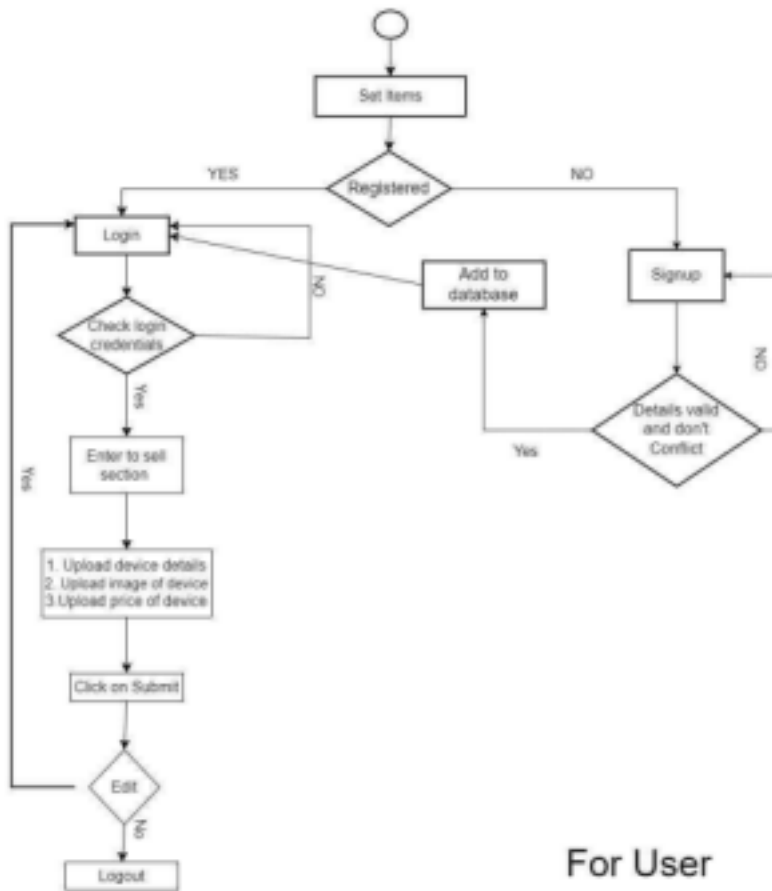 Set Items
YES
Registered
NO
Login
Add to
database
Signup
NO
Check login
credentials
NO
Yes
Details valid
and don't
Conflict
Yes
Enter to sell
section
Yes
1. Upload device details
2. Upload image of device
3.Upload price of device
Click on Submit
Edit
No
Logout
For User